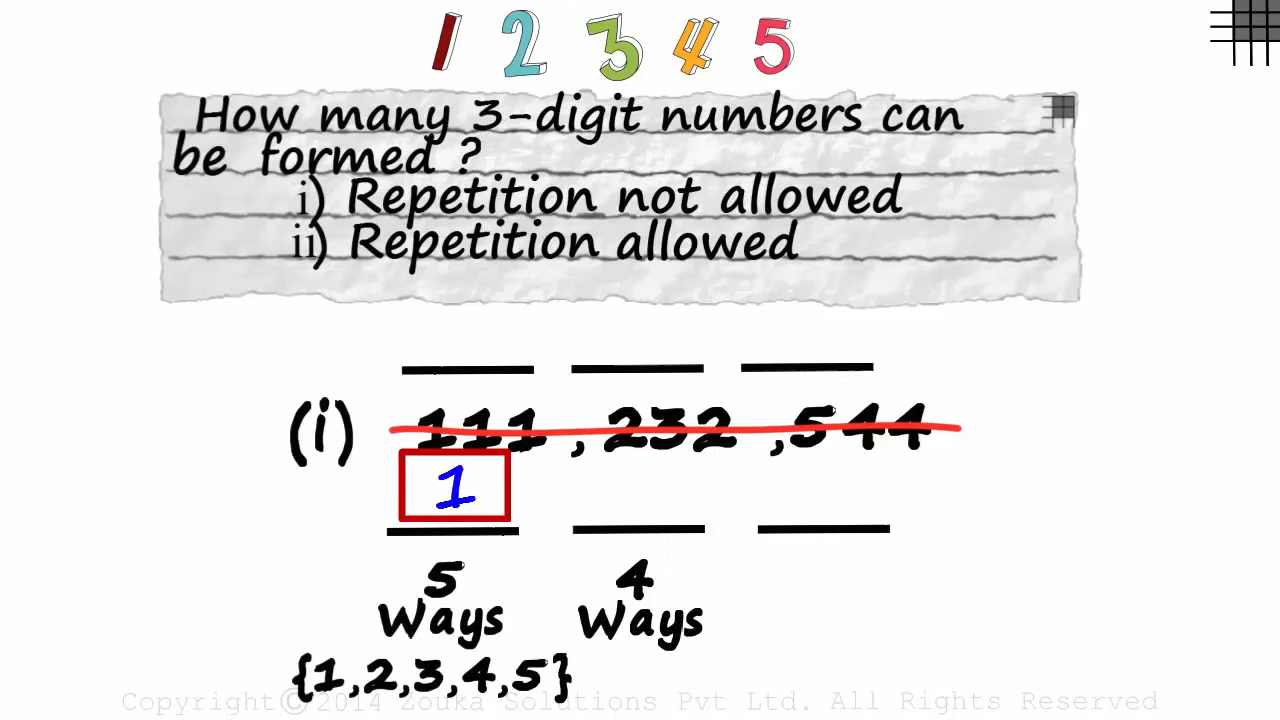 1 2 3 4 5
How many 3-digit numbers can
be formed ?
i) Repetition not allowed
ii) Repetition allowed
(i) 111 , 232 , 544
1
5 4
Ways Ways
{1,2,3,4,5}
Copyright© 2014 Zouka Solutions Pvt Ltd. All Rights Reserved